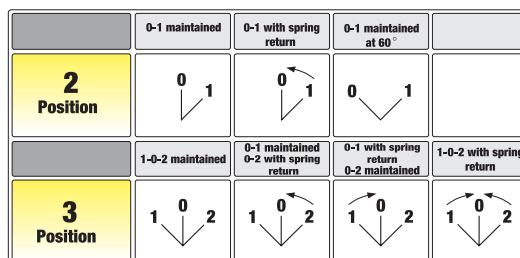 0-1 maintained
0-1 with spring
return
0-1 maintained
at 60°
2
Position
0
1
0
1
0
1
1-0-2 maintained
0-1 maintained
0-2 with spring
return
0-1 with spring
return
0-2 maintained
1-0-2 with spring
return
3
Position
1 0 2
1 0 2
1 0 2
1 0 2